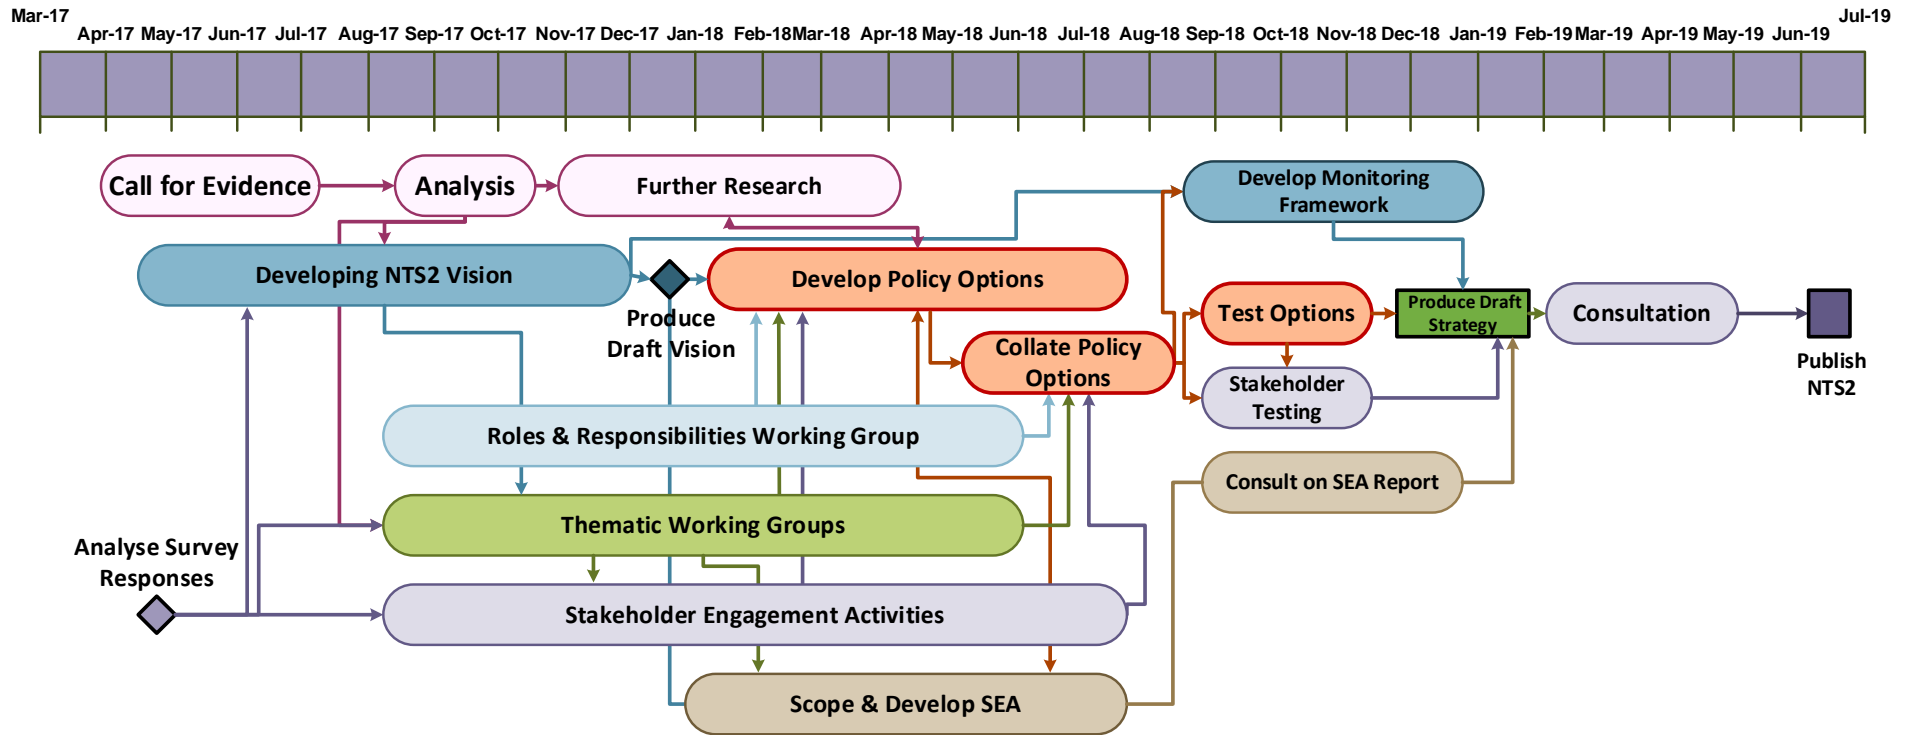 Mar-17
Jul-19
Apr-17 May-17 Jun-17 Jul-17 Aug-17 Sep-17 Oct-17 Nov-17 Dec-17 Jan-18 Feb-18 Mar-18 Apr-18 May-18 Jun-18 Jul-18 Aug-18 Sep-18 Oct-18 Nov-18 Dec-18 Jan-19 Feb-19 Mar-19 Apr-19 May-19 Jun-19
Call for Evidence
Analysis
Further Research
Develop Monitoring
Framework
Developing NTS2 Vision
Develop Policy Options
Produce
Draft Vision
Test Options
Produce Draft
Strategy
Consultation
Publish
NTS2
Collate Policy
Options
Stakeholder
Testing
Roles & Responsibilities Working Group
Consult on SEA Report
Thematic Working Groups
Analyse Survey
Responses
Stakeholder Engagement Activities
Scope & Develop SEA